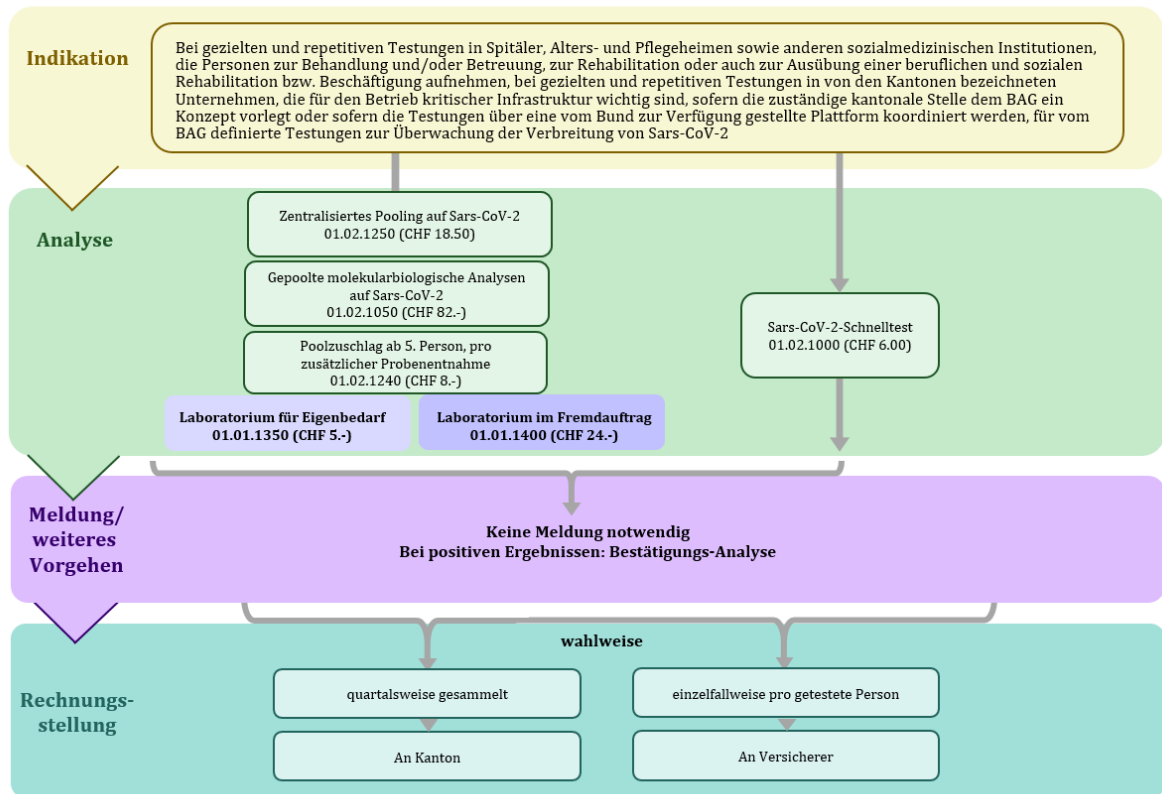 Indikation
Bei gezielten und repetitiven Testungen in Spitäler, Alters- und Pflegeheimen sowie anderen sozialmedizinischen Institutionen,
die Personen zur Behandlung und/oder Betreuung, zur Rehabilitation oder auch zur Ausübung einer beruflichen und sozialen
Rehabilitation bzw. Beschäftigung aufnehmen, bei gezielten und repetitiven Testungen in von den Kantonen bezeichneten
Unternehmen, die für den Betrieb kritischer Infrastruktur wichtig sind, sofern die zuständige kantonale Stelle dem BAG ein
Konzept vorlegt oder sofern die Testungen über eine vom Bund zur Verfügung gestellte Plattform koordiniert werden, für vom
BAG definierte Testungen zur Überwachung der Verbreitung von Sars-CoV-2
Analyse
Zentralisiertes Pooling auf Sars-CoV-2
01.02.1250 (CHF 18.50)
Gepoolte molekularbiologische Analysen
auf Sars-CoV-2
01.02.1050 (CHF 82.-)
Poolzuschlag ab 5. Person, pro
zusätzlicher Probenentnahme
01.02.1240 (CHF 8.-)
Laboratorium für Eigenbedarf
01.01.1350 (CHF 5.-)
Laboratorium im Fremdauftrag
01.01.1400 (CHF 24.-)
Sars-CoV-2-Schnelltest
01.02.1000 (CHF 6.00)
Meldung/
weiteres
Vorgehen
Keine Meldung notwendig
Bei positiven Ergebnissen: Bestätigungs-Analyse
Rechnungs-
stellung
wahlweise
quartalsweise gesammelt
einzelfallweise pro getestete Person
An Kanton
An Versicherer